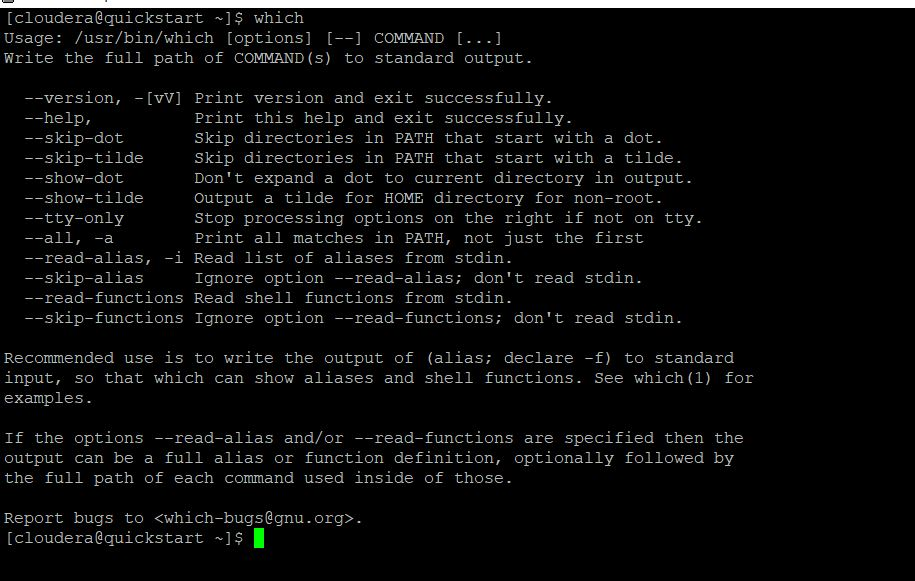 [cloudera@quickstart ~]$ which
Usage: /usr/bin/which [options] [--] COMMAND [...]
Write the full path of COMMAND(s) to standard output.

  --version, -[vV] Print version and exit successfully.
  --help,          Print this help and exit successfully.
  --skip-dot       Skip directories in PATH that start with a dot.
  --skip-tilde     Skip directories in PATH that start with a tilde.
  --show-dot       Don't expand a dot to current directory in output.
  --show-tilde     Output a tilde for HOME directory for non-root.
  --tty-only       Stop processing options on the right if not on tty.
  --all, -a        Print all matches in PATH, not just the first
  --read-alias, -i Read list of aliases from stdin.
  --skip-alias     Ignore option --read-alias; don't read stdin.
  --read-functions Read shell functions from stdin.
  --skip-functions Ignore option --read-functions; don't read stdin.

Recommended use is to write the output of (alias; declare -f) to standard
input, so that which can show aliases and shell functions. See which(1) for
examples.

If the options --read-alias and/or --read-functions are specified then the
output can be a full alias or function definition, optionally followed by
the full path of each command used inside of those.

Report bugs to <which-bugs@gnu.org>.
[cloudera@quickstart ~]$